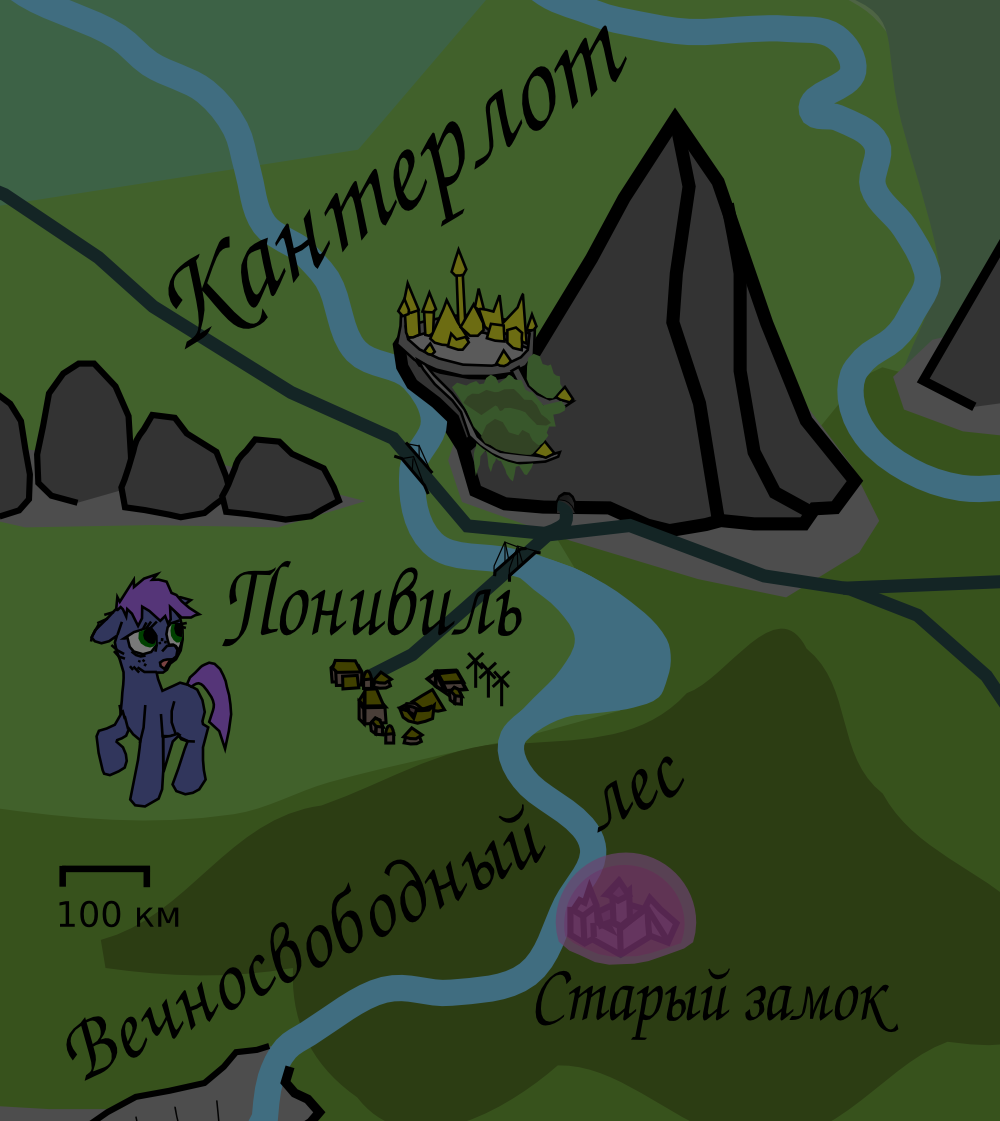 Кантерлот
Понивиль
Вечносвободный лес
100 км
Старый замок